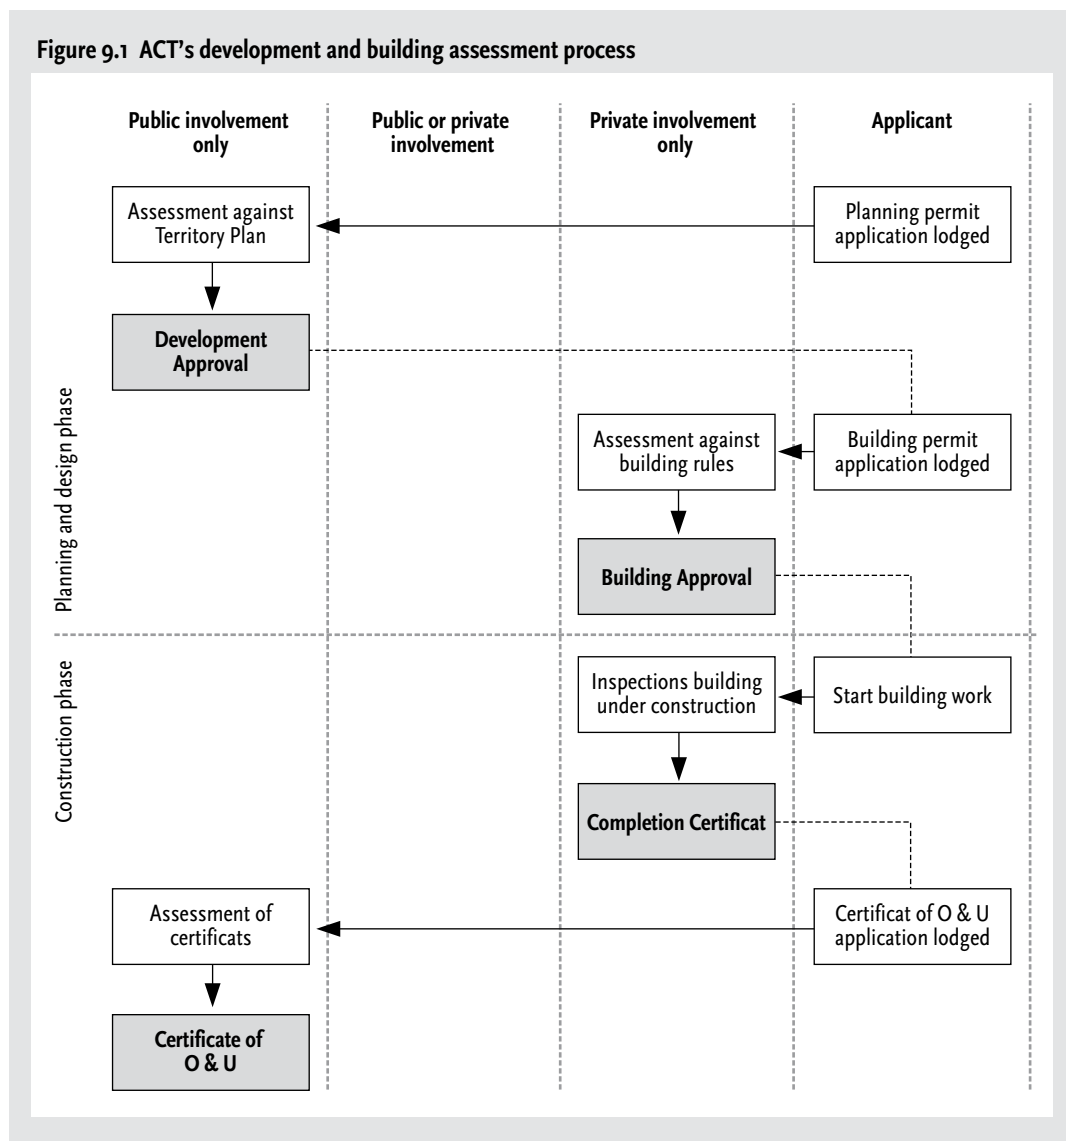 Figure 9.1 ACT's development and building assessment process
Public involvement
only
Public or private
involvement
Private involvement
only
Applicant
Planning and design phase
Assessment against
Territory Plan
Planning permit
application lodged
Development
Approval
Assessment against
building rules
Building permit
application lodged
Building Approval
Construction phase
Inspections building
under construction
Start building work
Completion Certificat
Assessment of
certificats
Certificat of O & U
application lodged
Certificate of
O & U